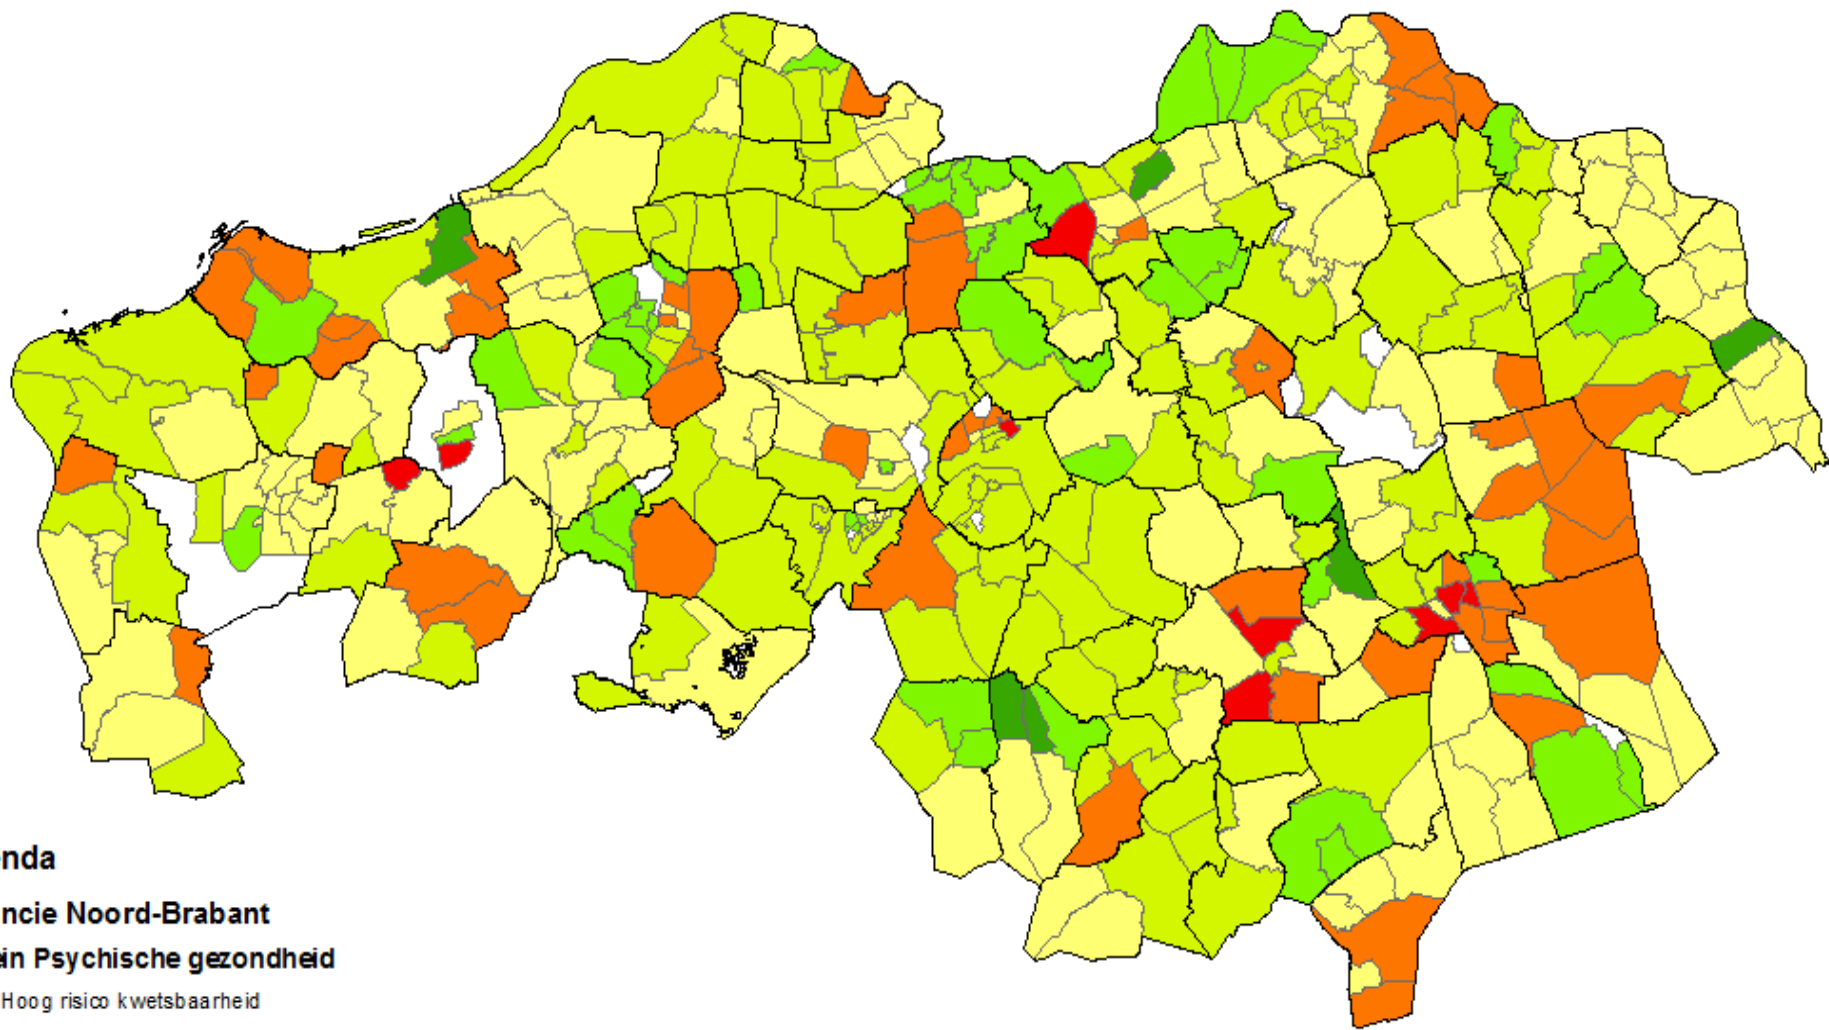 enda
ncie Noord-Brabant
ein Psychische gezondheid
Hoog risico kwetsbaarheid